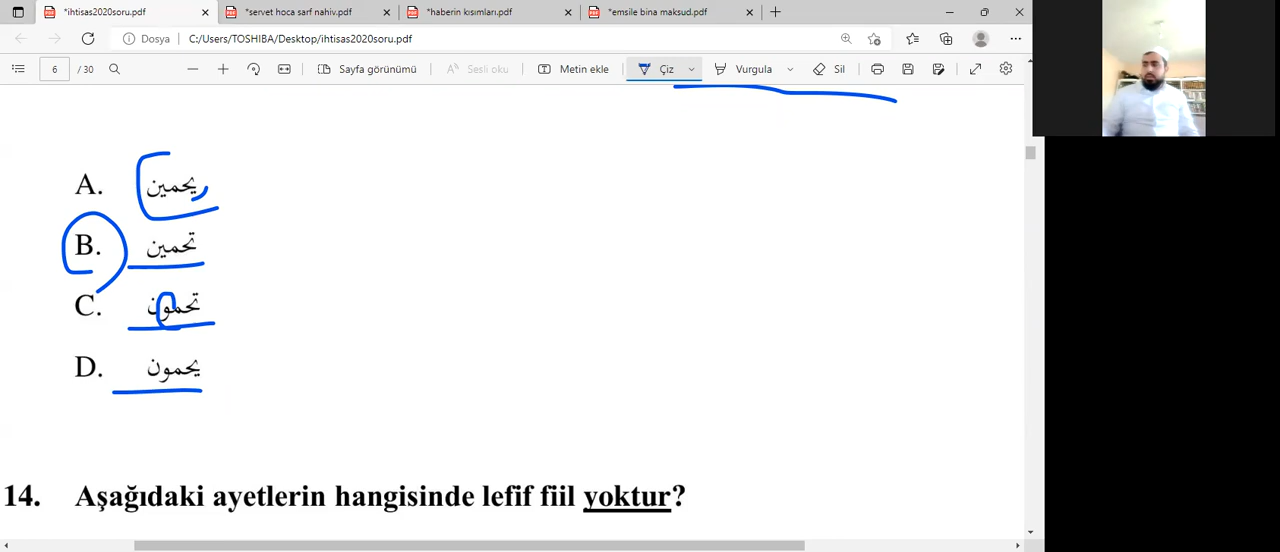 *ihtisas2020soru.pdf
*servet hoca sarf nahiv.pdf
*haberin kısımları.pdf
*emsile bina maksud.pdf
Dosya
C:/Users/TOSHIBA/Desktop/ihtisas2020soru.pdf
6 / 30
Sayfa görünümü
Sesli oku
Metin ekle
Çiz
Vurgula
Sil
A. يحمين
B. تحمين
C. تحمون
D. يحمون
14. Aşağıdaki ayetlerin hangisinde lefif fiil yoktur?